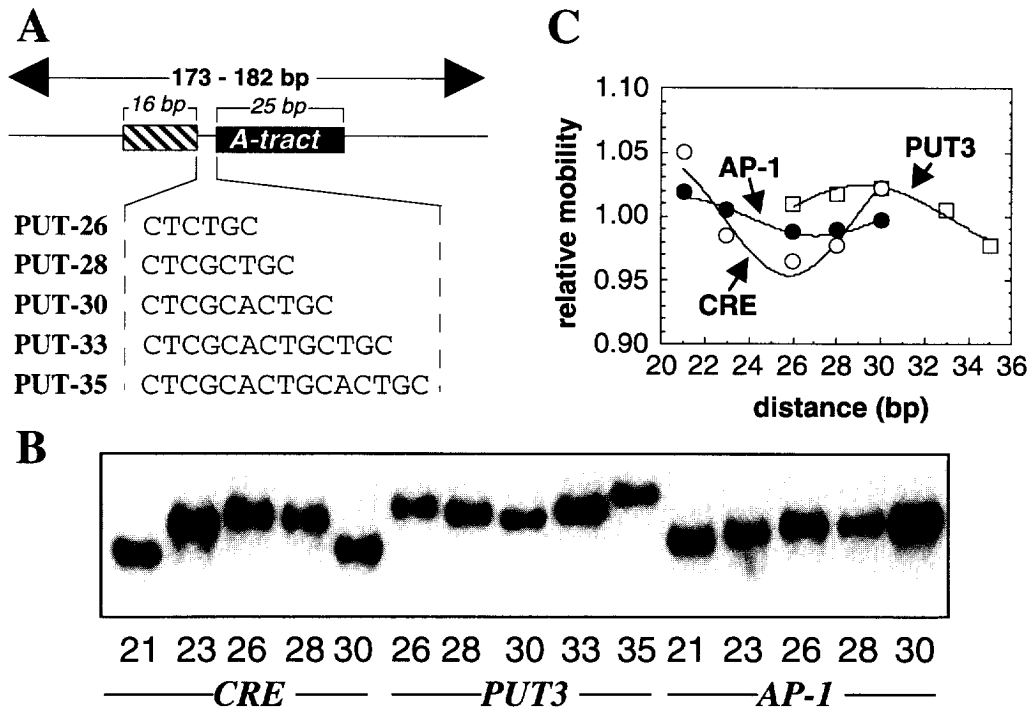 A
173 - 182 bp
16 bp
25 bp
A-tract
PUT-26 CTCTGC
PUT-28 CTCGCTGC
PUT-30 CTCGCACTGC
PUT-33 CTCGCACTGCTGC
PUT-35 CTCGCACTGCACTGC
C
relative mobility
1.10
1.05
1.00
0.95
0.90
AP-1
PUT3
CRE
20 22 24 26 28 30 32 34 36
distance (bp)
B
21 23 26 28 30 26 28 30 33 35 21 23 26 28 30
CRE PUT3 AP-1